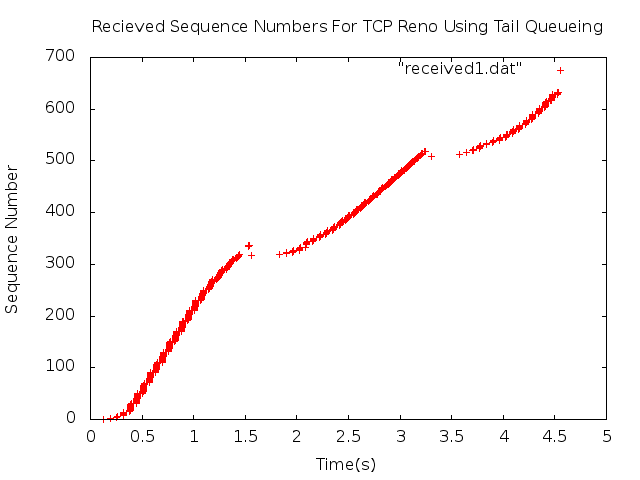 Recieved Sequence Numbers For TCP Reno Using Tail Queueing
"received1.dat"
Sequence Number
700
600
500
400
300
200
100
0
0 0.5 1 1.5 2 2.5 3 3.5 4 4.5 5
Time(s)